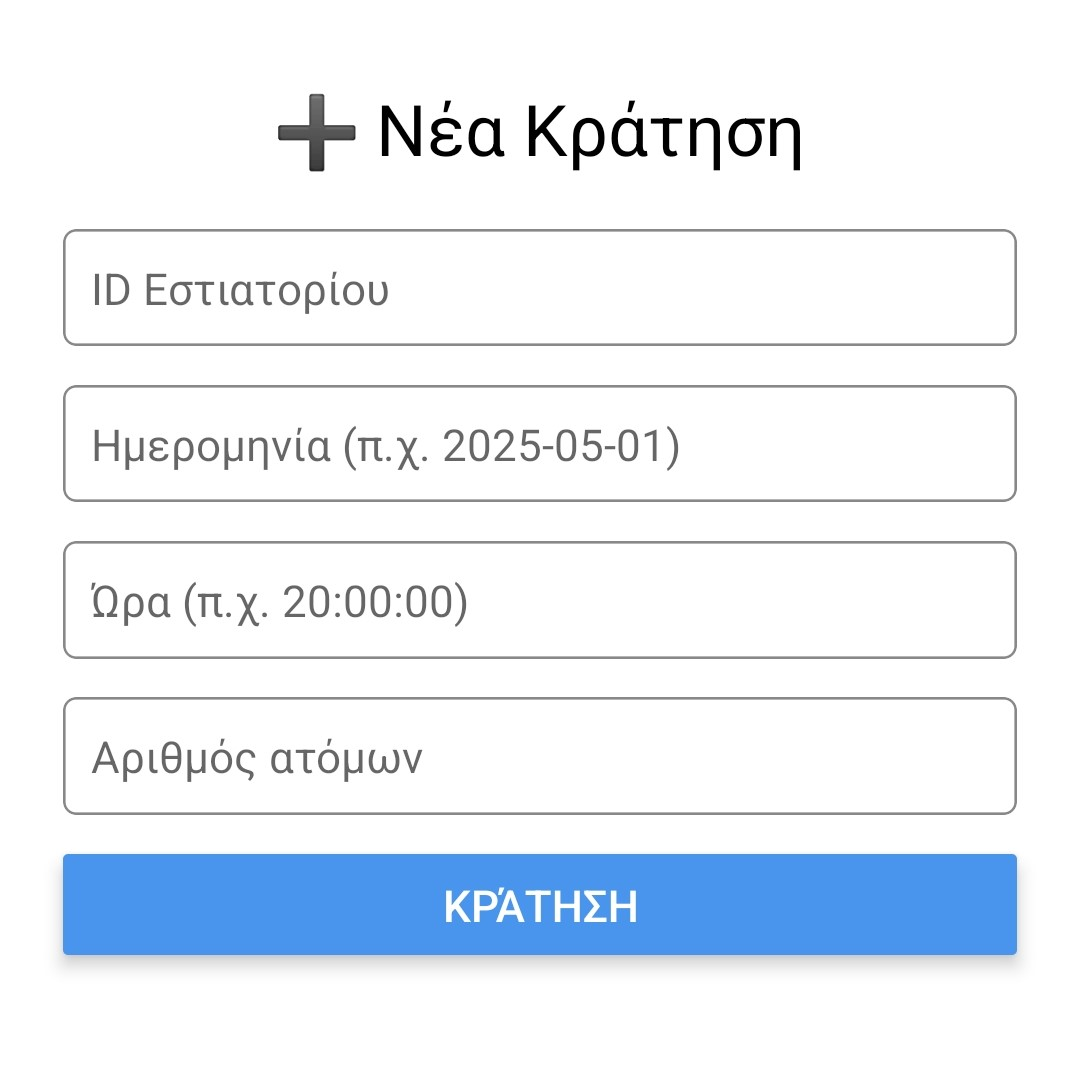 ➕ Νέα Κράτηση
ID Εστιατορίου
Ημερομηνία (π.χ. 2025-05-01)
Ώρα (π.χ. 20:00:00)
Αριθμός ατόμων
ΚΡΆΤΗΣΗ